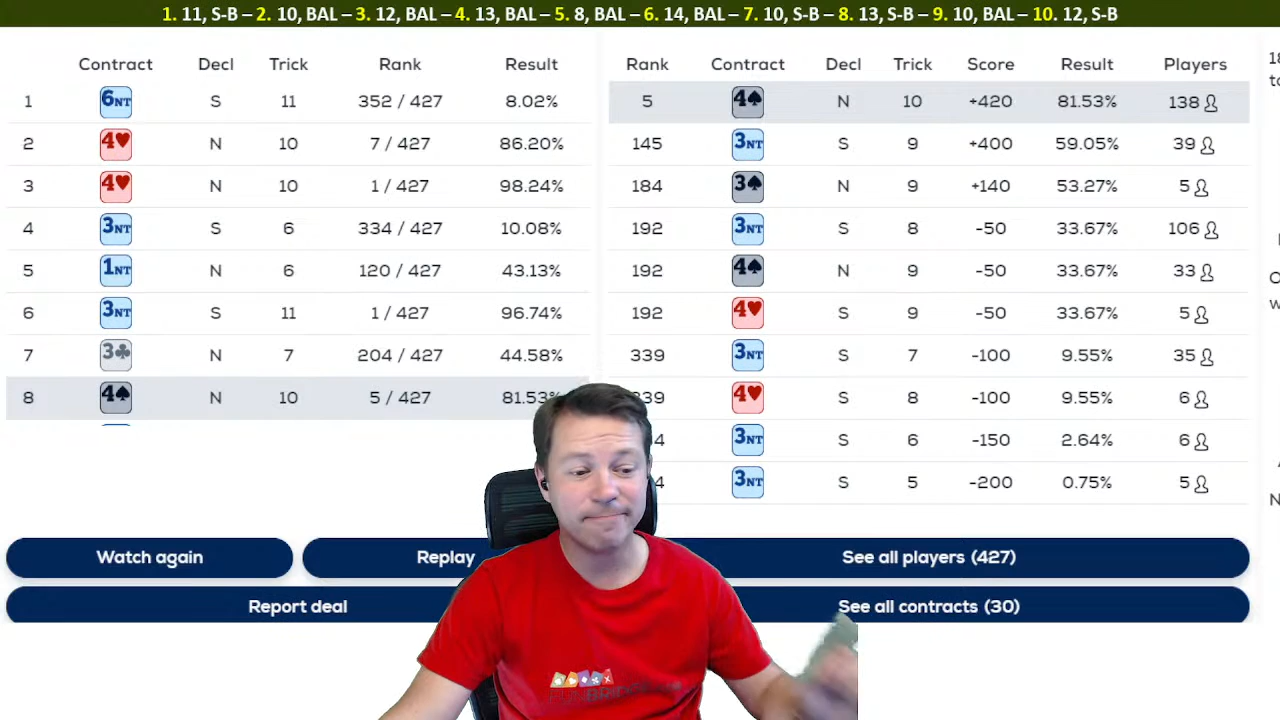 1. 11, S-B – 2. 10, BAL – 3. 12, BAL – 4. 13, BAL – 5. 8, BAL – 6. 14, BAL – 7. 10, S-B – 8. 13, S-B – 9. 10, BAL – 10. 12, S-B
Contract Decl Trick Rank Result
1 6NT S 11 352 / 427 8.02%
2 4♥ N 10 7 / 427 86.20%
3 4♥ N 10 1 / 427 98.24%
4 3NT S 6 334 / 427 10.08%
5 1NT N 6 120 / 427 43.13%
6 3NT S 11 1 / 427 96.74%
7 3♣ N 7 204 / 427 44.58%
8 4♠ N 10 5 / 427 81.53%
Rank Contract Decl Trick Score Result Players
5 4♠ N 10 +420 81.53% 138
145 3NT S 9 +400 59.05% 39
184 3♠ N 9 +140 53.27% 5
192 3NT S 8 -50 33.67% 106
192 4♠ N 9 -50 33.67% 33
192 4♥ S 9 -50 33.67% 5
339 3NT S 7 -100 9.55% 35
39 4♥ S 8 -100 9.55% 6
4 3NT S 6 -150 2.64% 6
4 3NT S 5 -200 0.75% 5
Watch again
Replay
See all players (427)
Report deal
See all contracts (30)